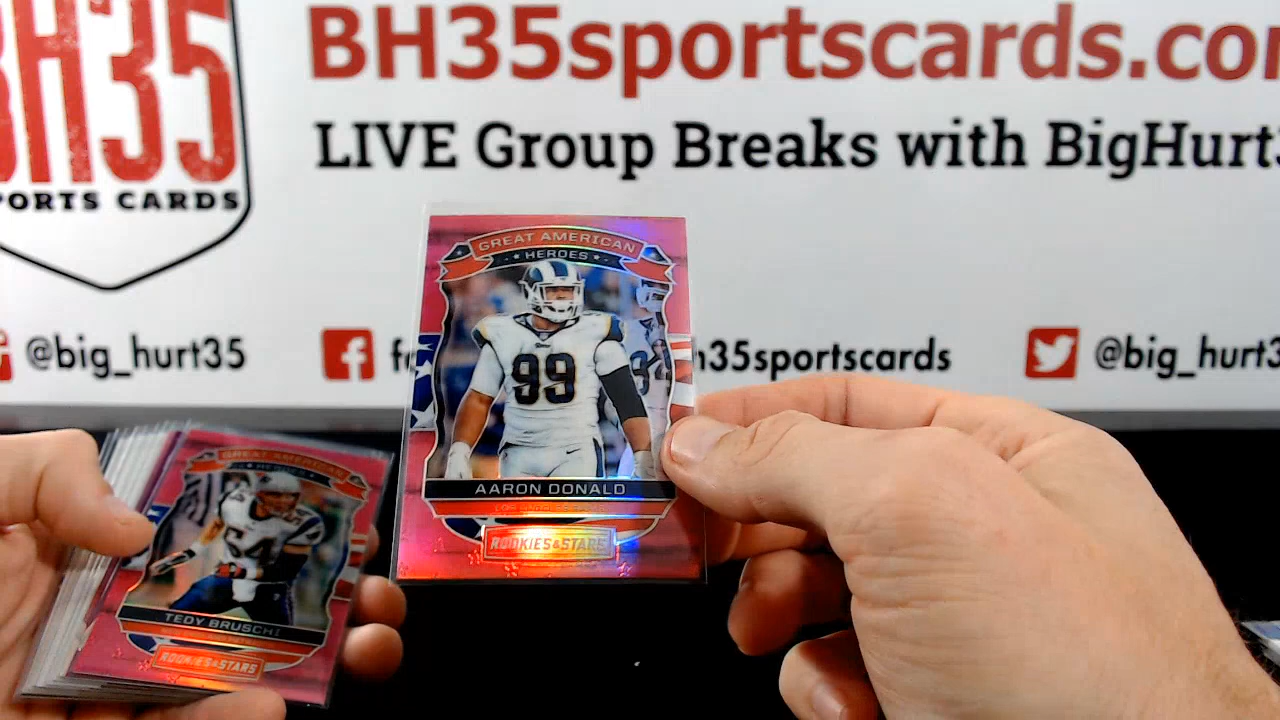 BH35
PORTS CARDS
BH35sportscards.co
LIVE Group Breaks with BigHurt
@big_hurt35
h35sportscards
@big_hurt3
GREAT AMERICAN
HEROES
99
AARON DONALD
ROOKIES & STARS
GREAT AMERICAN
HEROES
54
TEDY BRUSCHI
ROOKIES & STARS